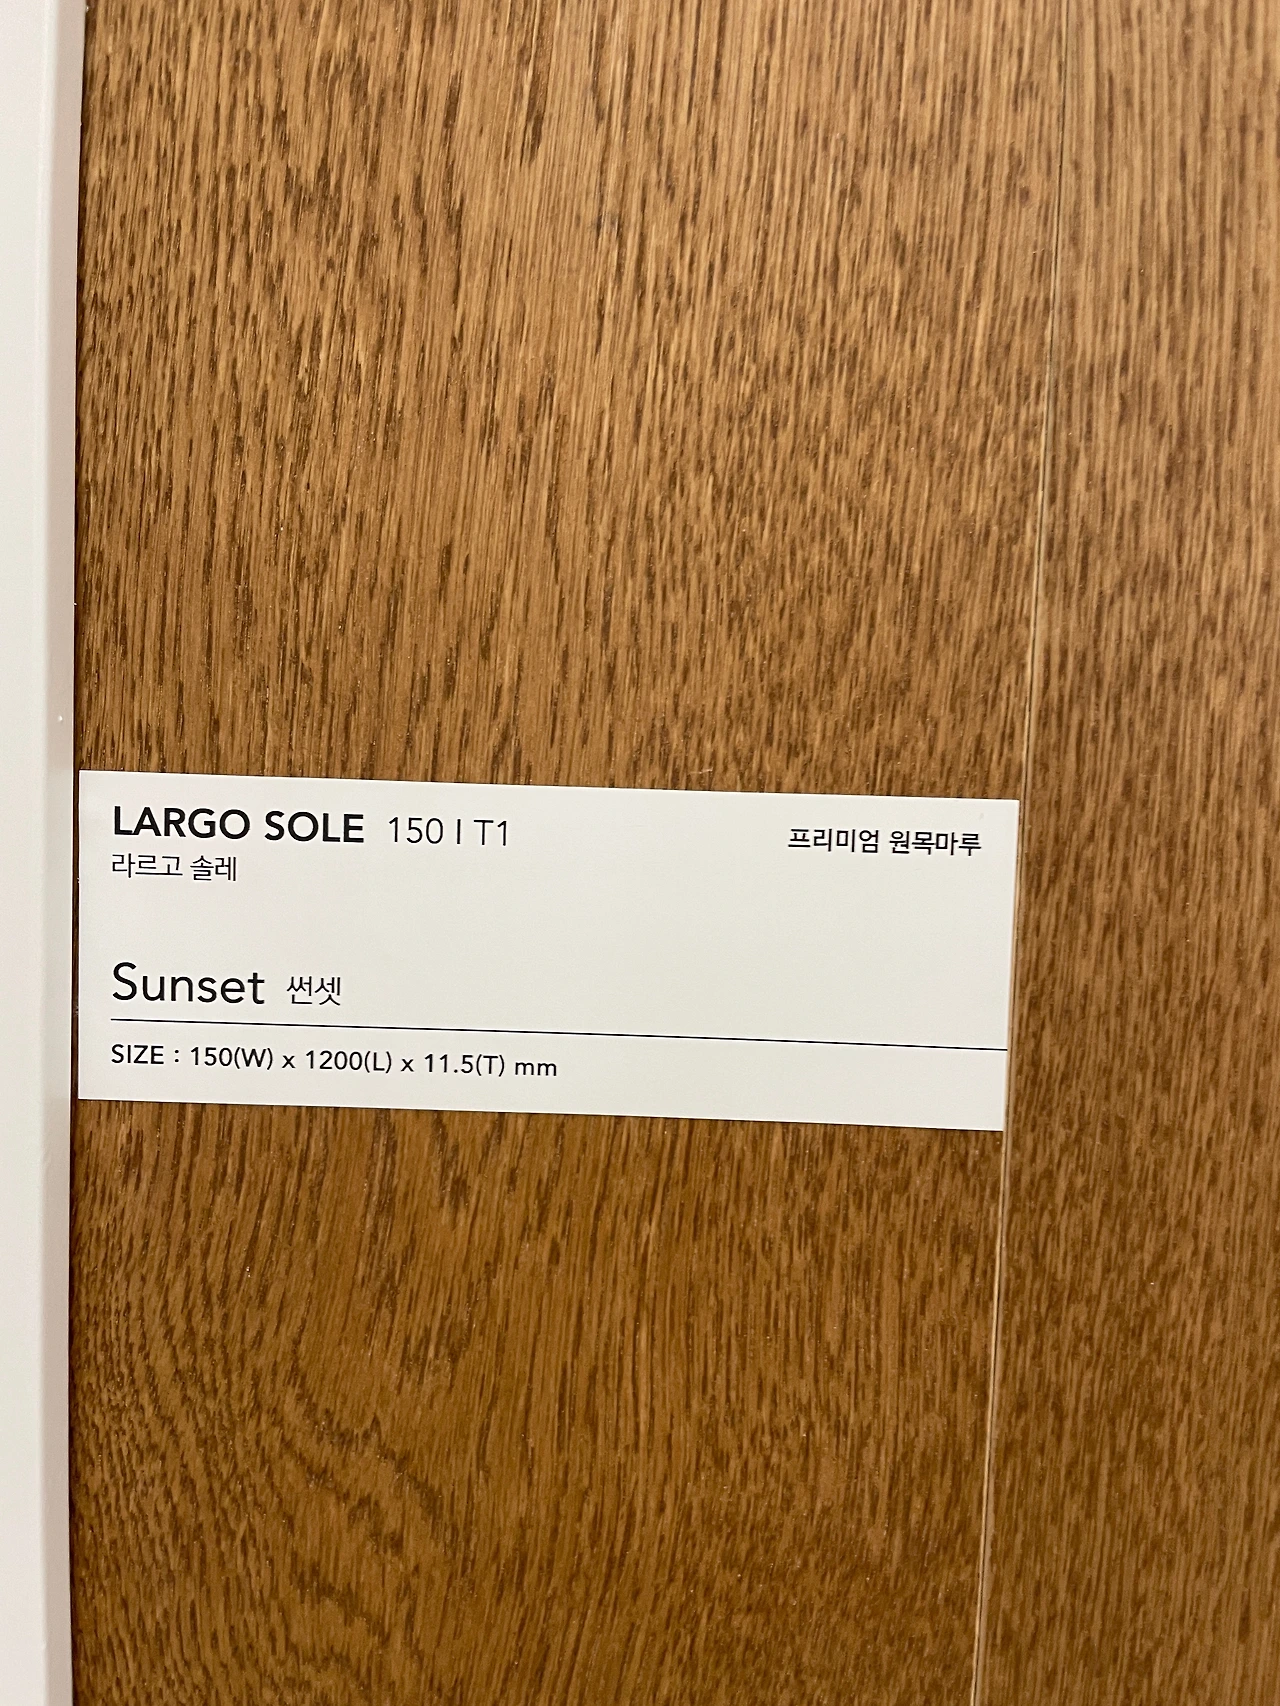 LARGO SOLE 150 | T1 프리미엄 원목마루
라르고 솔레
Sunset 썬셋
SIZE : 150(W) x 1200(L) x 11.5(T) mm